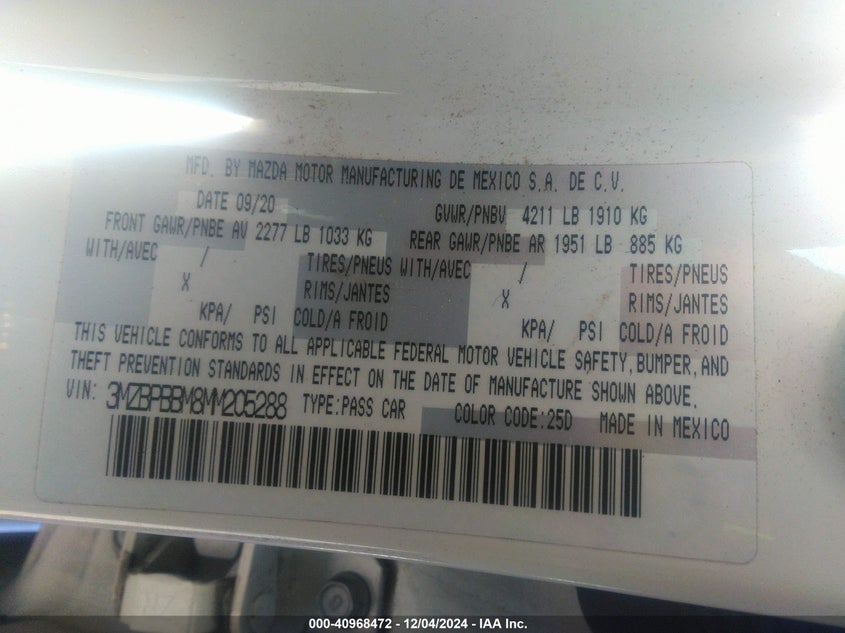 MFD. BY MAZDA MOTOR MANUFACTURING DE MEXICO S.A. DE C.V.
DATE 09/20 GVWR/PNBV 4211 LB 1910 KG
FRONT GAWR/PNBE AV 2277 LB 1033 KG REAR GAWR/PNBE AR 1951 LB 885 KG
WITH/AVEC / TIRES/PNEUS WITH/AVEC / TIRES/PNEUS
X RIMS/JANTES X RIMS/JANTES
KPA/ PSI COLD/A FROID KPA/ PSI COLD/A FROID
THIS VEHICLE CONFORMS TO ALL APPLICABLE FEDERAL MOTOR VEHICLE SAFETY, BUMPER, AND
THEFT PREVENTION STANDARDS IN EFFECT ON THE DATE OF MANUFACTURE SHOWN ABOVE.
VIN: 3MZBPBBM8MM205288 TYPE:PASS CAR COLOR CODE:25D MADE IN MEXICO
000-40968472 - 12/04/2024 - IAA Inc.